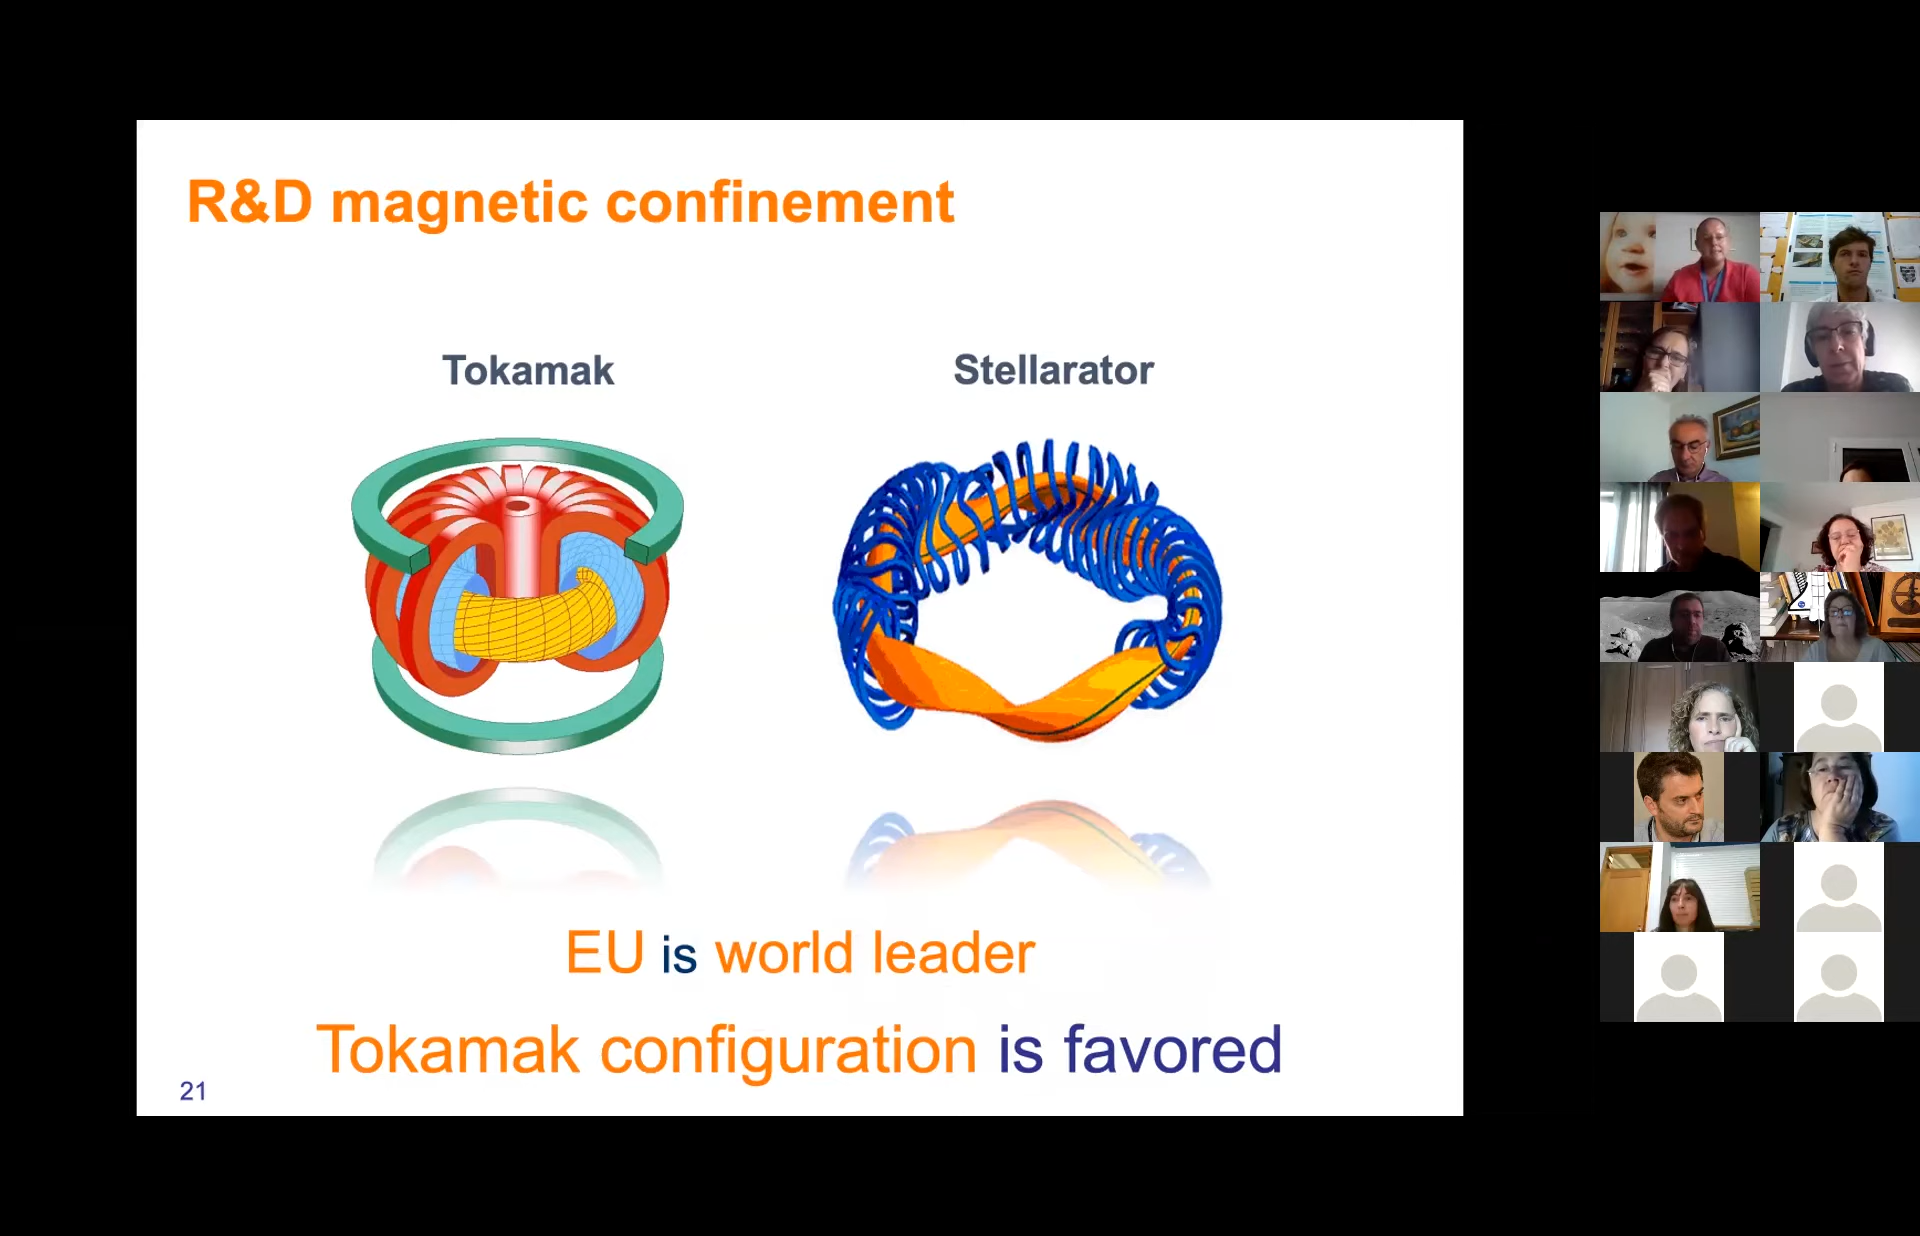 R&D magnetic confinement
Tokamak
Stellarator
EU is world leader
Tokamak configuration is favored
21